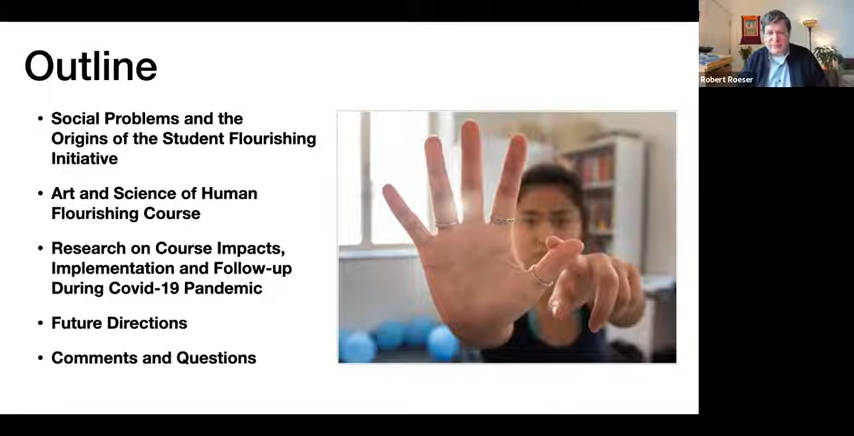 Outline
• Social Problems and the
Origins of the Student Flourishing
Initiative
• Art and Science of Human
Flourishing Course
• Research on Course Impacts,
Implementation and Follow-up
During Covid-19 Pandemic
• Future Directions
• Comments and Questions
Robert Roeser